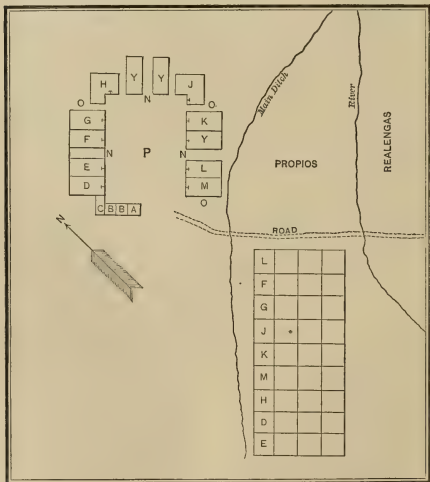 H Y Y J
O N O
G K
F Y
N P N
E L
D M
O
C B B A
N
Main Ditch
River
REALENGAS
PROPIOS
ROAD
L
F
G
J
K
M
H
D
E